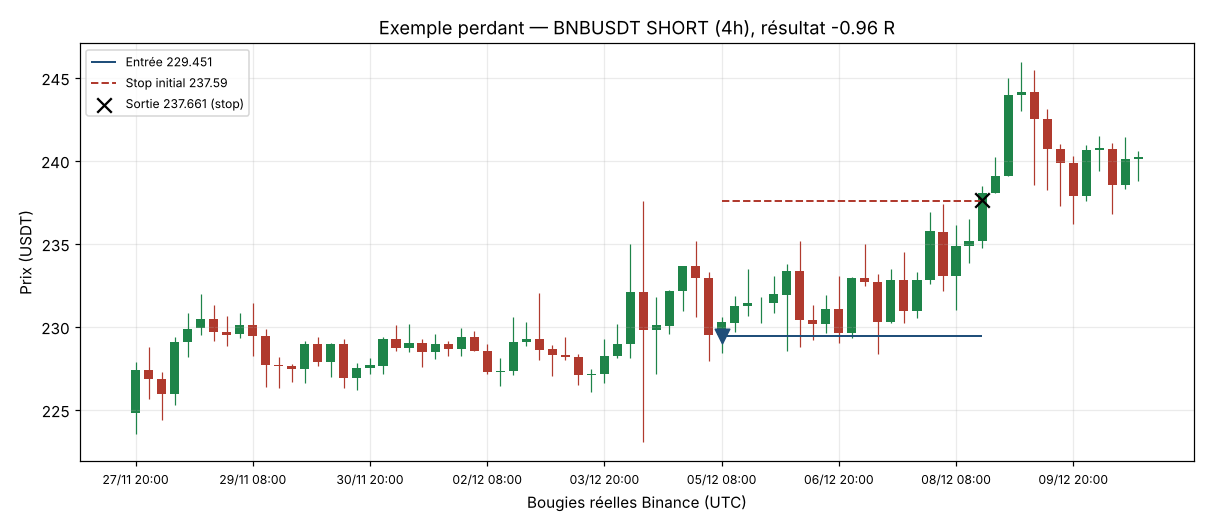 Exemple perdant — BNBUSDT SHORT (4h), résultat -0.96 R
Entrée 229.451
Stop initial 237.59
Sortie 237.661 (stop)
Prix (USDT)
245
240
235
230
225
27/11 20:00
29/11 08:00
30/11 20:00
02/12 08:00
03/12 20:00
05/12 08:00
06/12 20:00
08/12 08:00
09/12 20:00
Bougies réelles Binance (UTC)